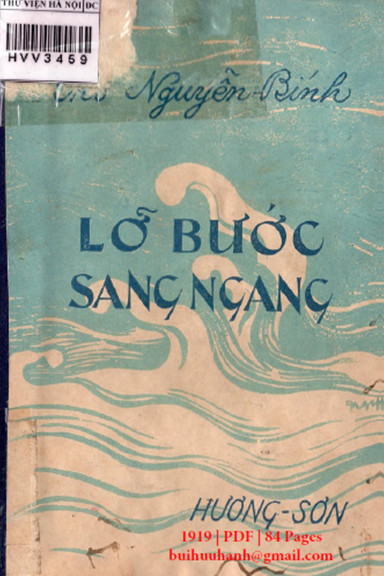 THƯ VIỆN HÀ NỘI DC
HVV3459
Nguyễn-Bính
LỠ BƯỚC
SANG NGANG
HƯƠNG-SƠN
1919 | PDF | 84 Pages
buihuuhanh@gmail.com